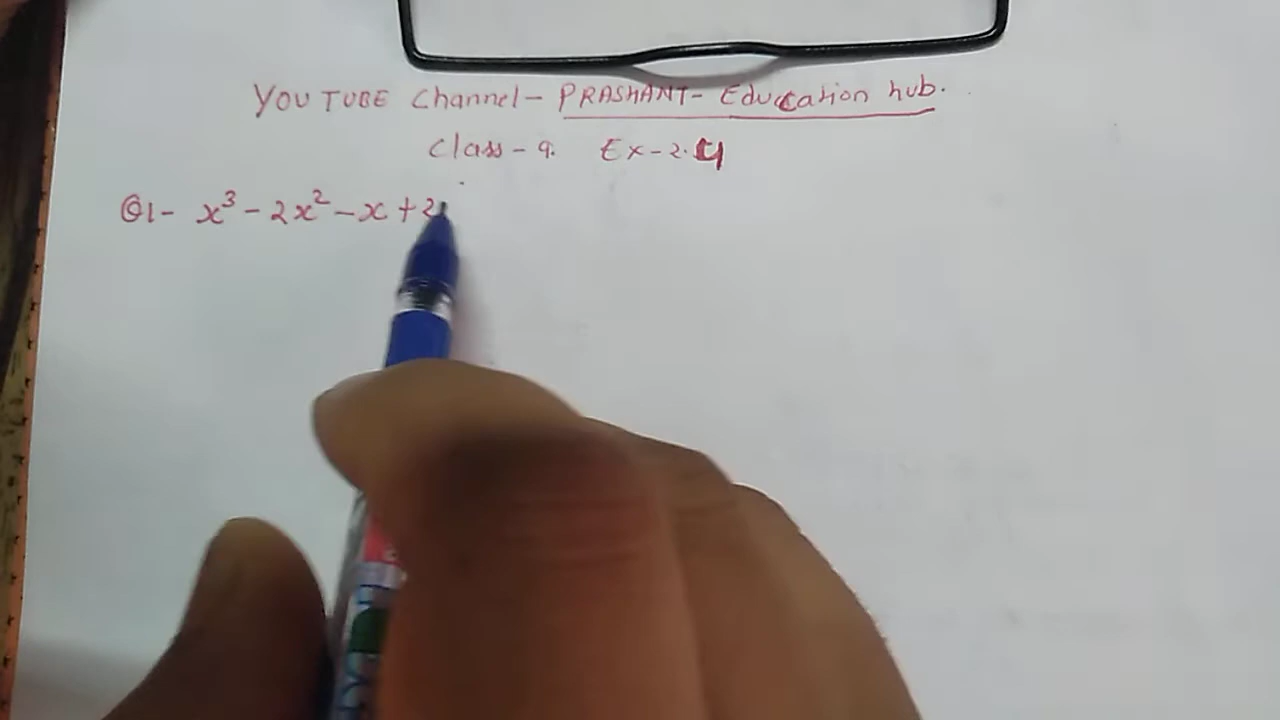 YOU TUBE Channel - PRASHANT - Education hub.
Class - 9. Ex - 2.4
Q1 - x³ - 2x² - x + 2